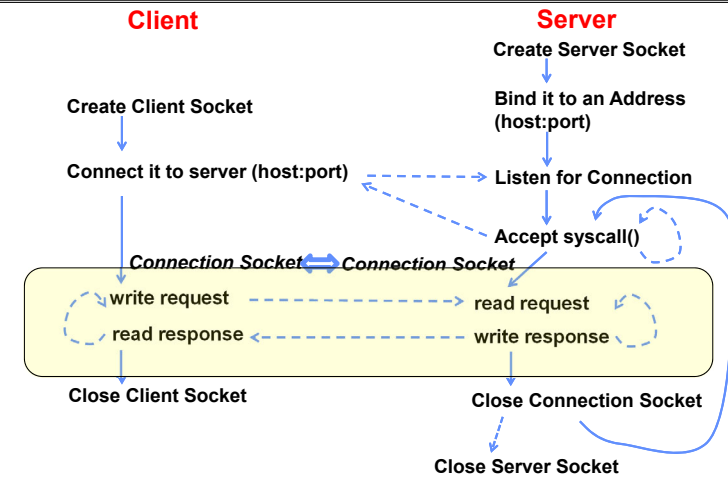 Client
Server
Create Server Socket
Create Client Socket
Bind it to an Address
(host:port)
Connect it to server (host:port)
Listen for Connection
Accept syscall()
Connection Socket
Connection Socket
write request
read request
read response
write response
Close Client Socket
Close Connection Socket
Close Server Socket